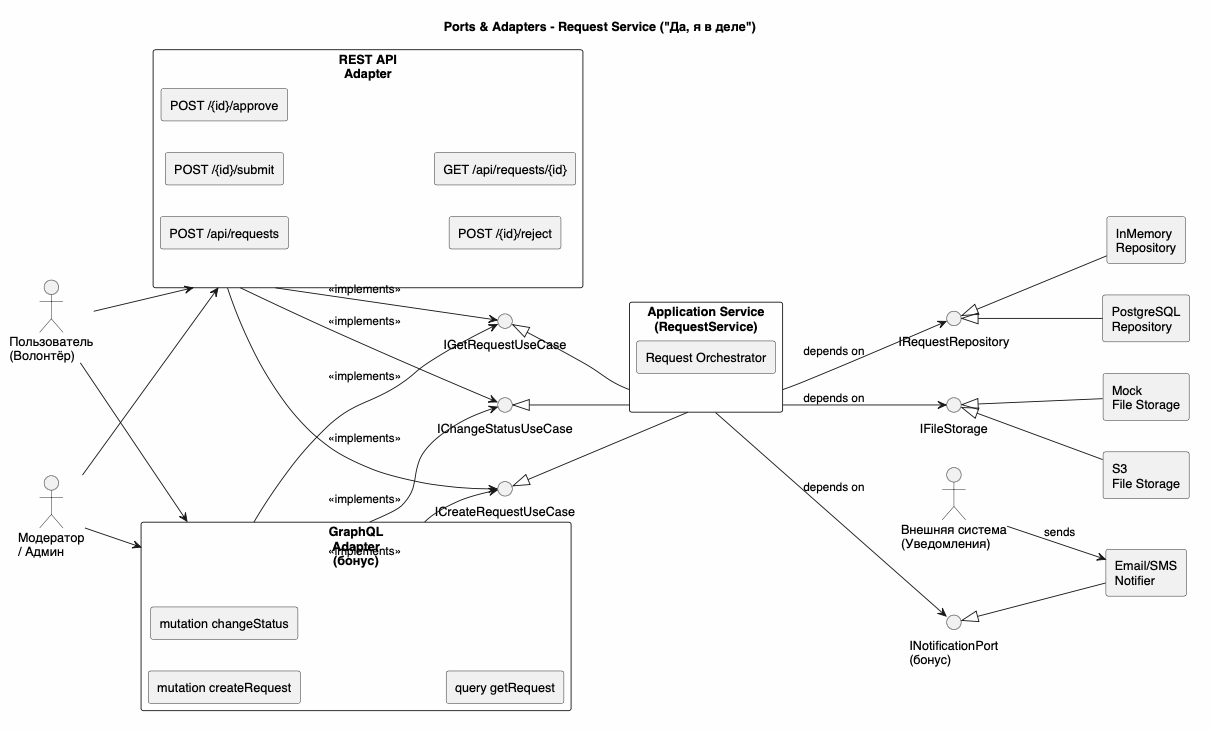 Ports & Adapters - Request Service ("Да, я в деле")
REST API
Adapter
POST /{id}/approve
POST /{id}/submit
GET /api/requests/{id}
POST /api/requests
POST /{id}/reject
Пользователь
(Волонтёр)
Модератор
/ Админ
«implements»
«implements»
«implements»
«implements»
«implements»
«implements»
IGetRequestUseCase
IChangeStatusUseCase
ICreateRequestUseCase
GraphQL
Adapter
(бонус)
mutation changeStatus
mutation createRequest
query getRequest
Application Service
(RequestService)
Request Orchestrator
depends on
depends on
depends on
IRequestRepository
IFileStorage
Внешняя система
(Уведомления)
sends
INotificationPort
(бонус)
InMemory
Repository
PostgreSQL
Repository
Mock
File Storage
S3
File Storage
Email/SMS
Notifier